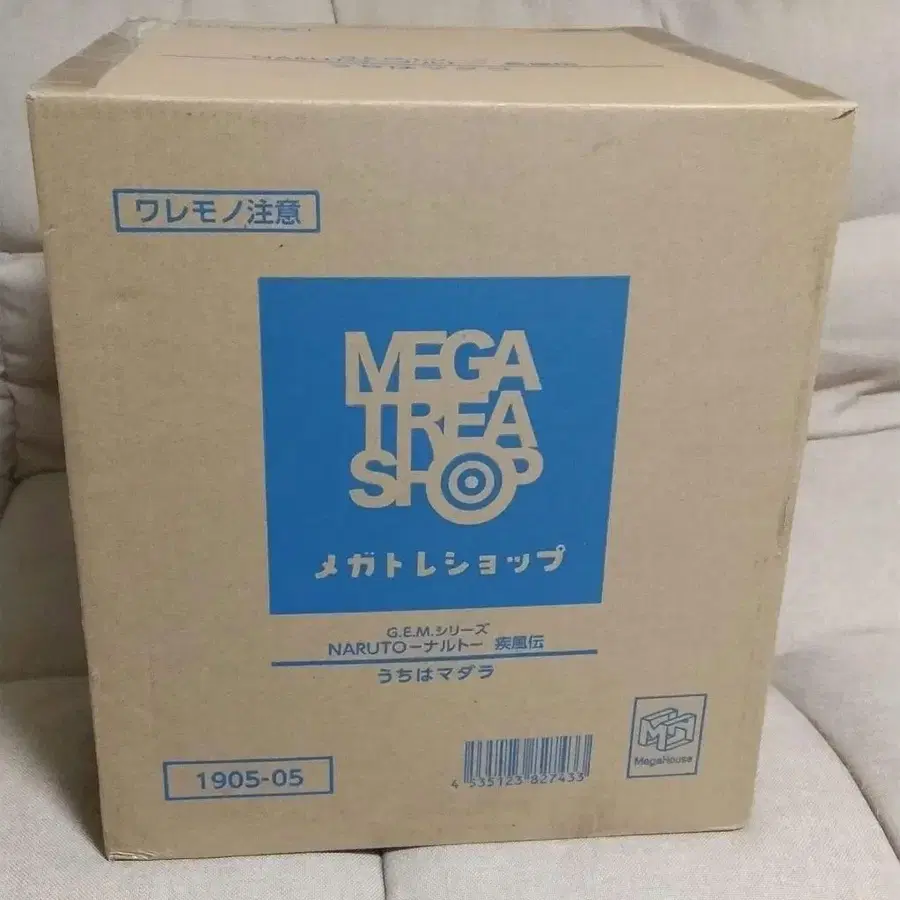 ワレモノ注意
MEGA
TREA
SHOP
メガトレショップ
G.E.M.シリーズ
NARUTOーナルトー 疾風伝
うちはマダラ
1905-05
4 535123 827433
MegaHouse